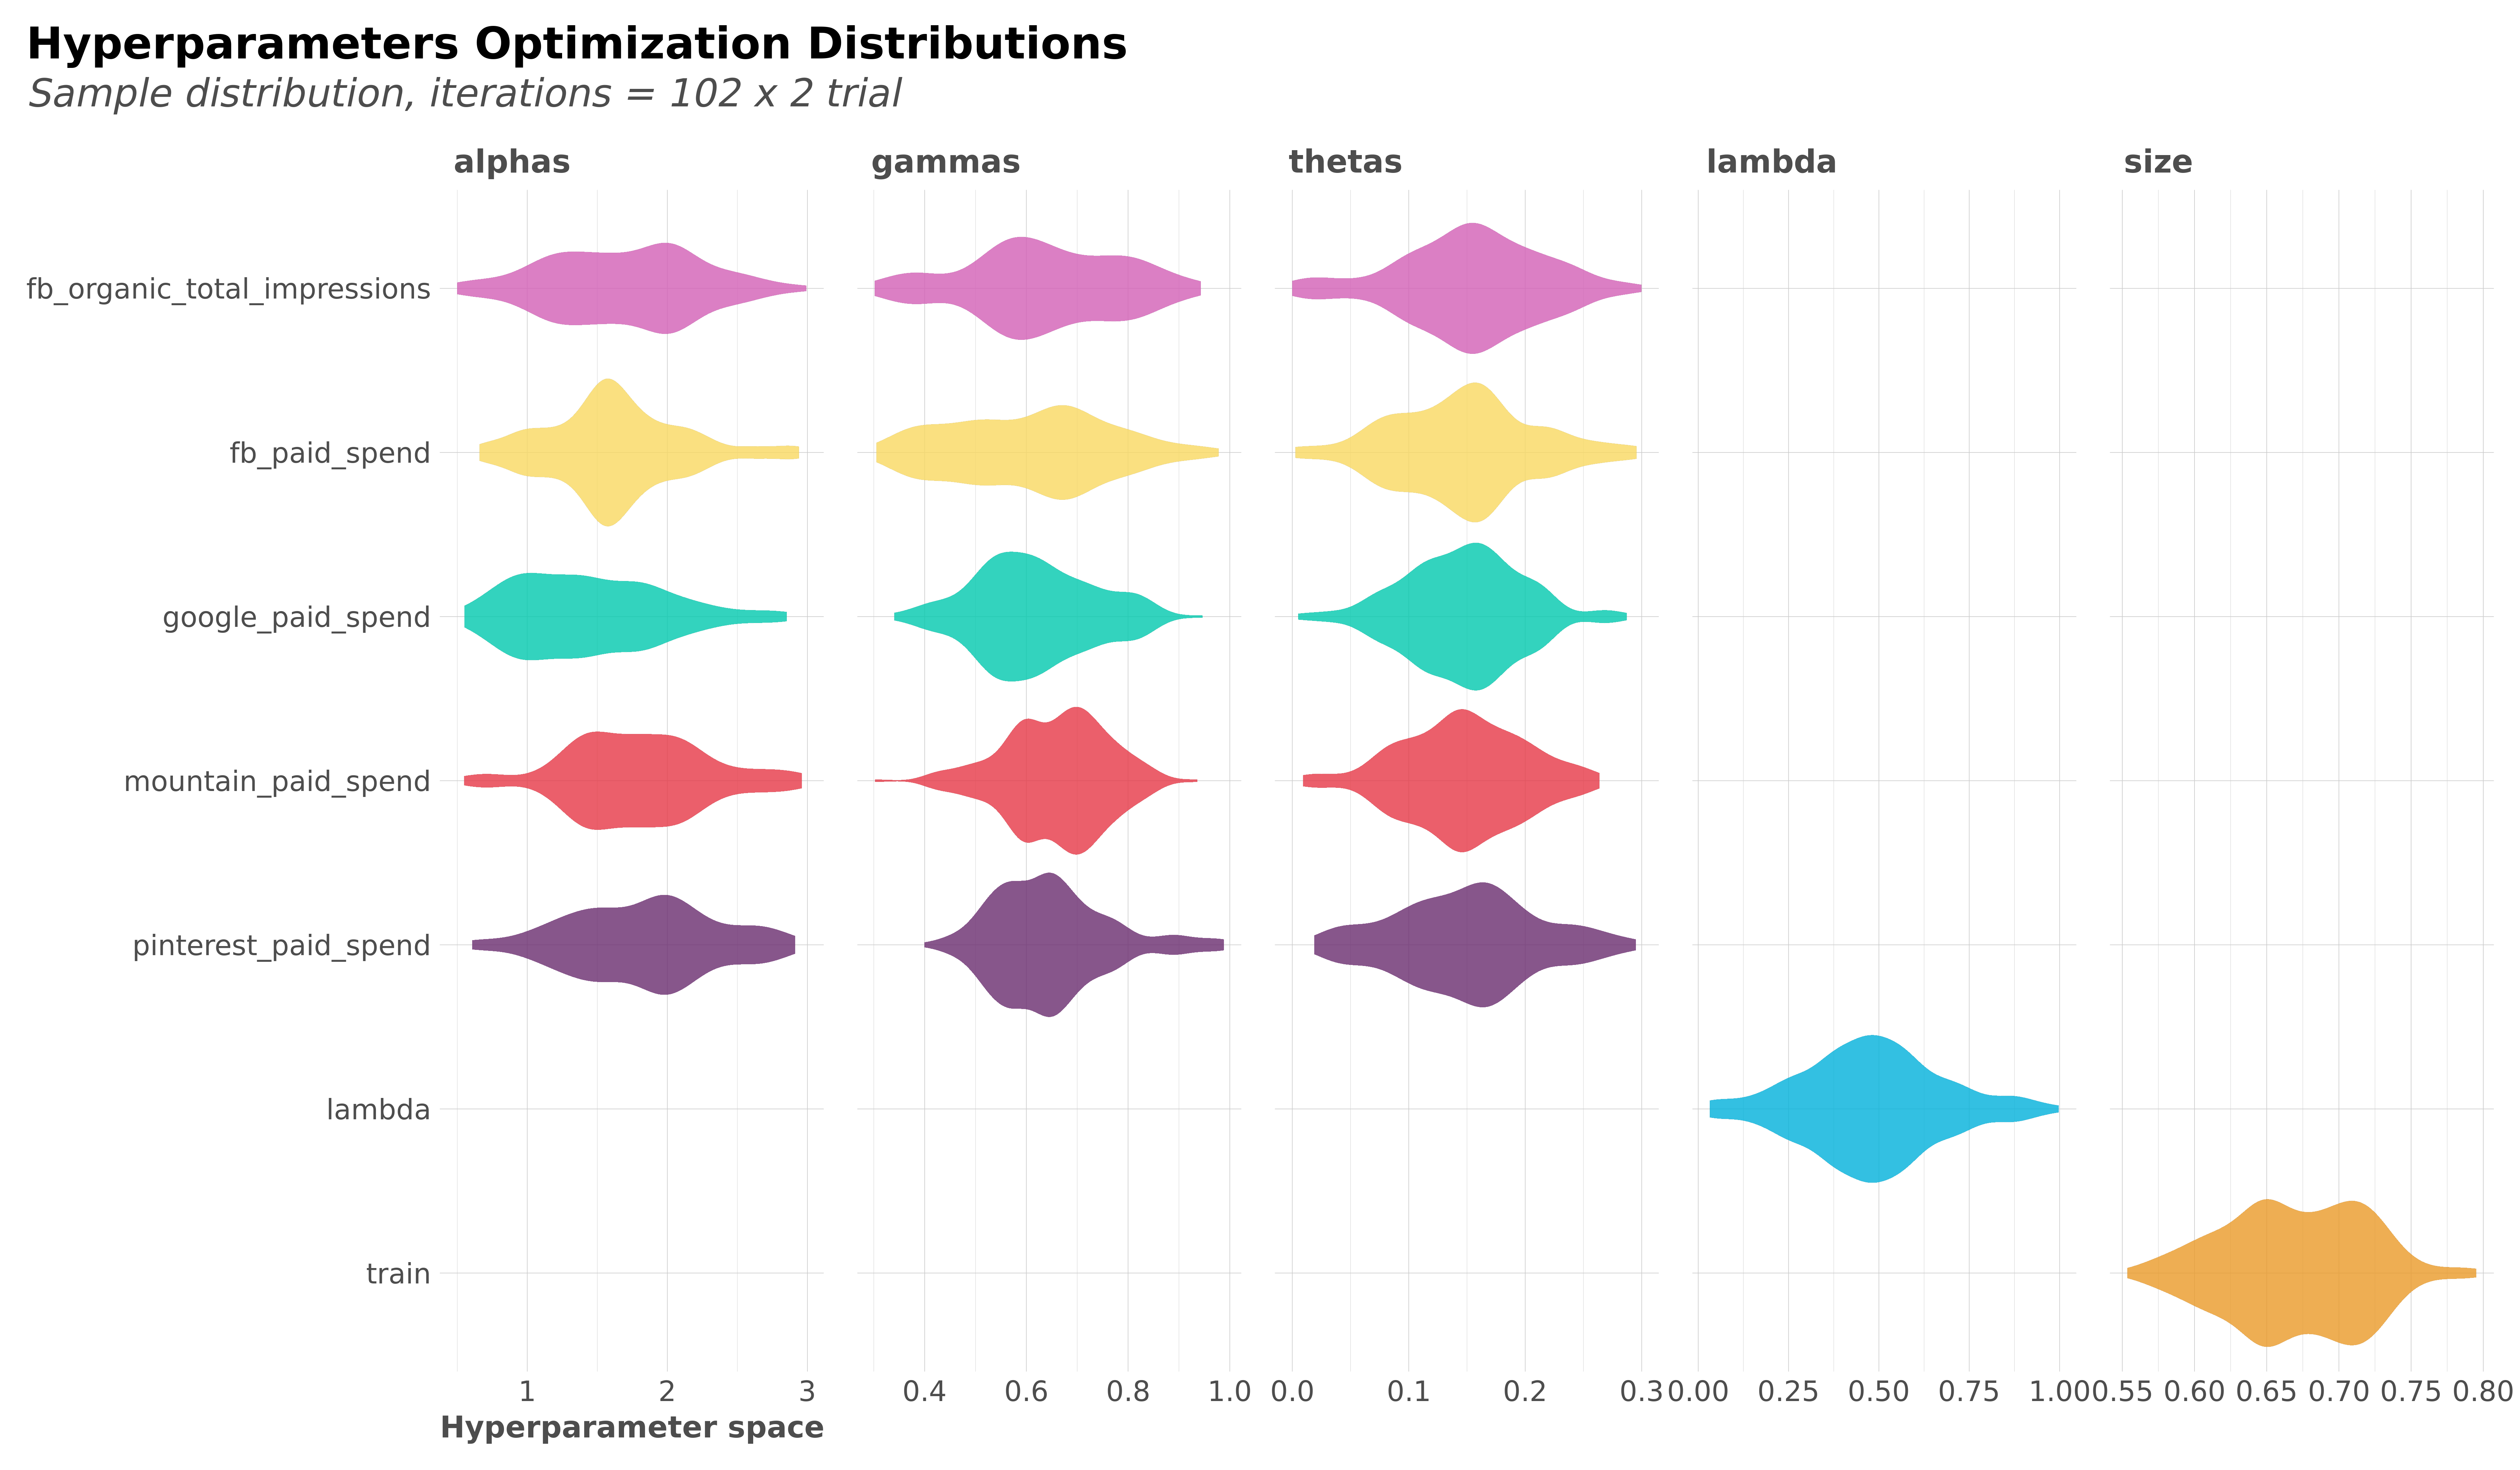 Hyperparameters Optimization Distributions
Sample distribution, iterations = 102 x 2 trial
alphas gammas thetas lambda size
fb_organic_total_impressions
fb_paid_spend
google_paid_spend
mountain_paid_spend
pinterest_paid_spend
lambda
train
1 2 3 0.4 0.6 0.8 1.0 0.0 0.1 0.2 0.3 0.00 0.25 0.50 0.75 1.00 0.55 0.60 0.65 0.70 0.75 0.80
Hyperparameter space